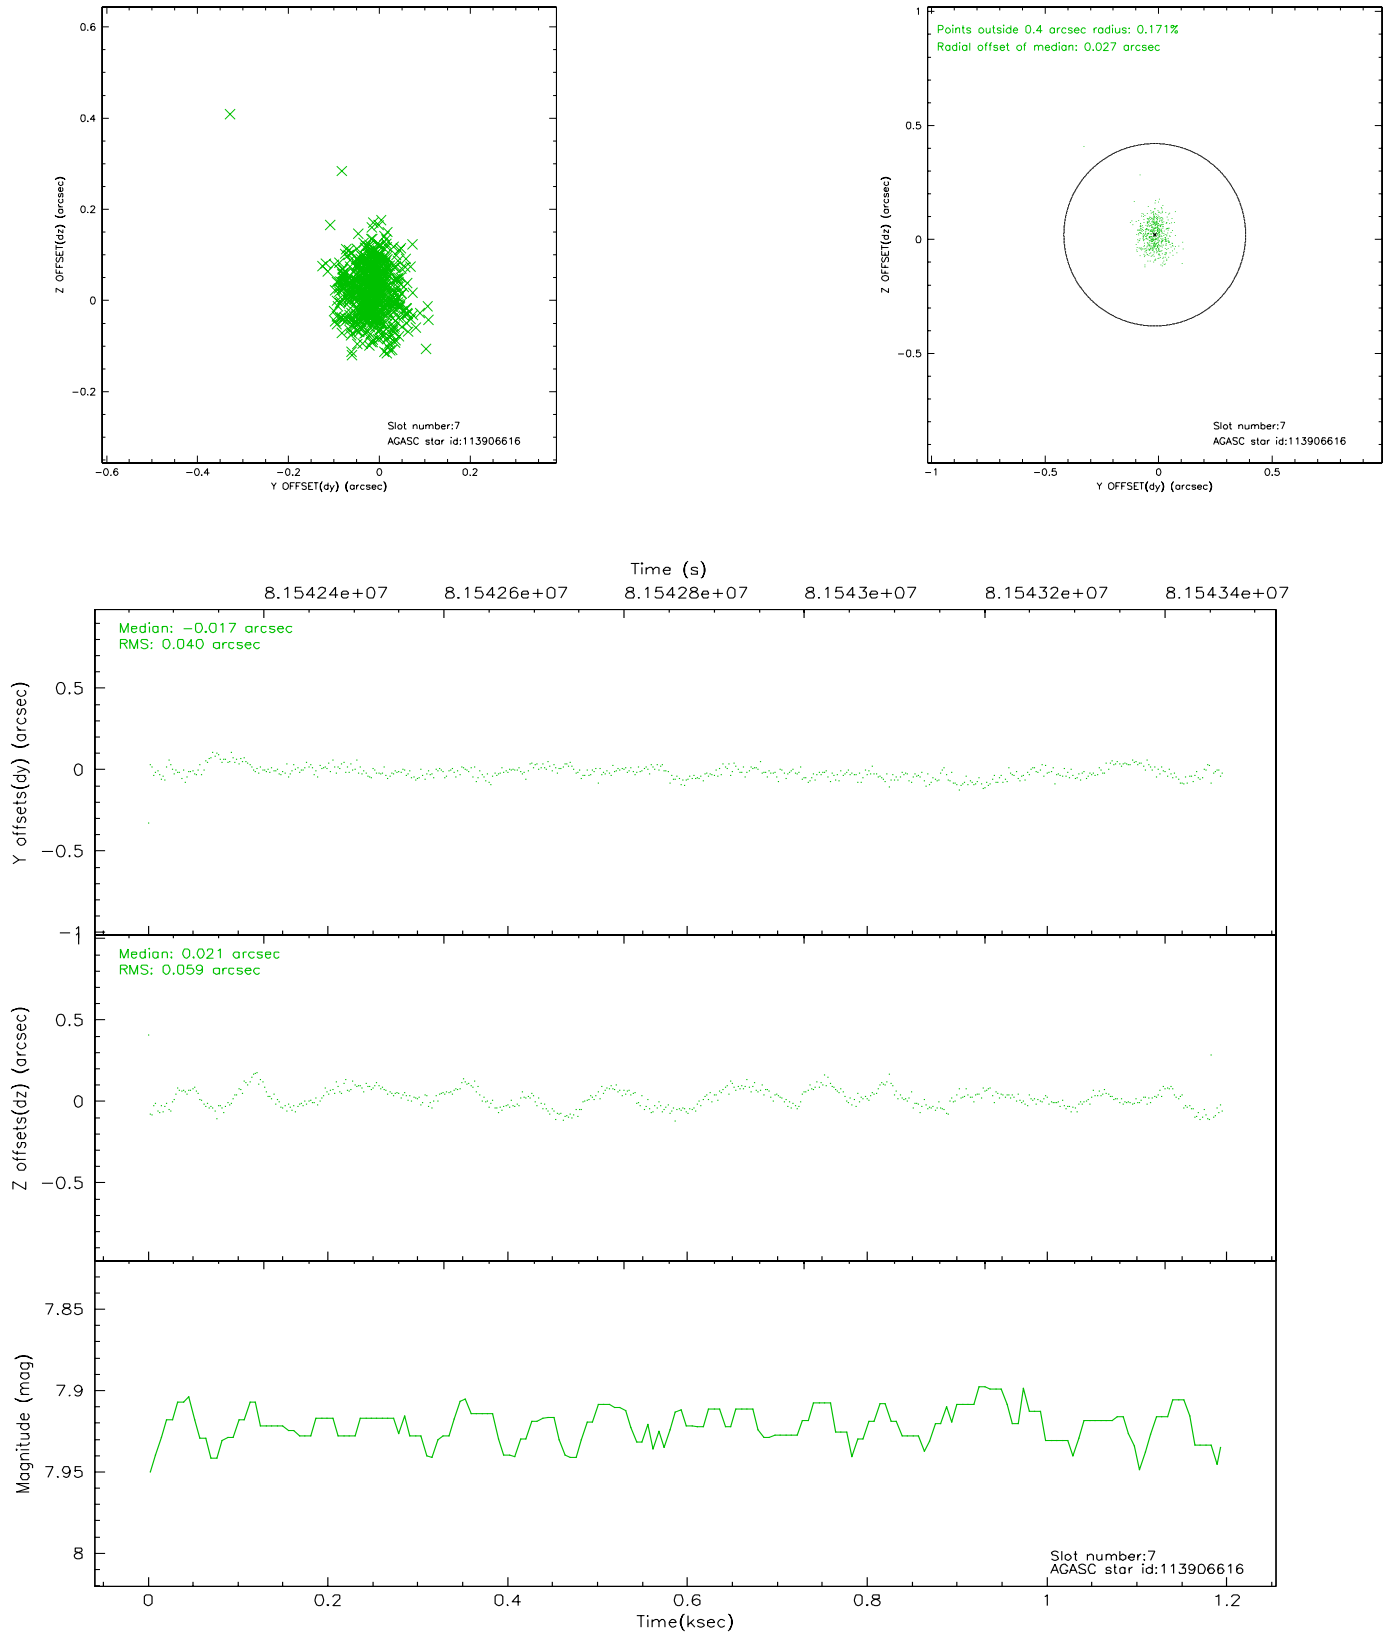 0.6
0.4
0.2
0
−0.2
Z OFFSET(dz) (arcsec)
Slot number:7
AGASC star id:113906616
−0.6
−0.4
−0.2
0
0.2
Y OFFSET(dy) (arcsec)
1
0.5
0
−0.5
Z OFFSET(dz) (arcsec)
Points outside 0.4 arcsec radius: 0.171%
Radial offset of median: 0.027 arcsec
Slot number:7
AGASC star id:113906616
−1
−0.5
0
0.5
Y OFFSET(dy) (arcsec)
Time (s)
8.15424e+07
8.15426e+07
8.15428e+07
8.1543e+07
8.15432e+07
8.15434e+07
Median: −0.017 arcsec
RMS: 0.040 arcsec
0.5
0
−0.5
−1
Y offsets(dy) (arcsec)
1
Median: 0.021 arcsec
RMS: 0.059 arcsec
0.5
0
−0.5
Z offsets(dz) (arcsec)
7.85
7.9
7.95
8
Magnitude (mag)
Slot number:7
AGASC star id:113906616
0
0.2
0.4
0.6
0.8
1
1.2
Time(ksec)